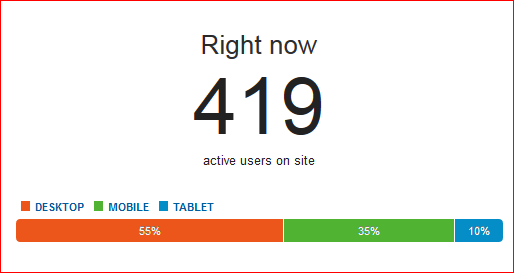 Right now
419
active users on site
DESKTOP MOBILE TABLET
55% 35% 10%